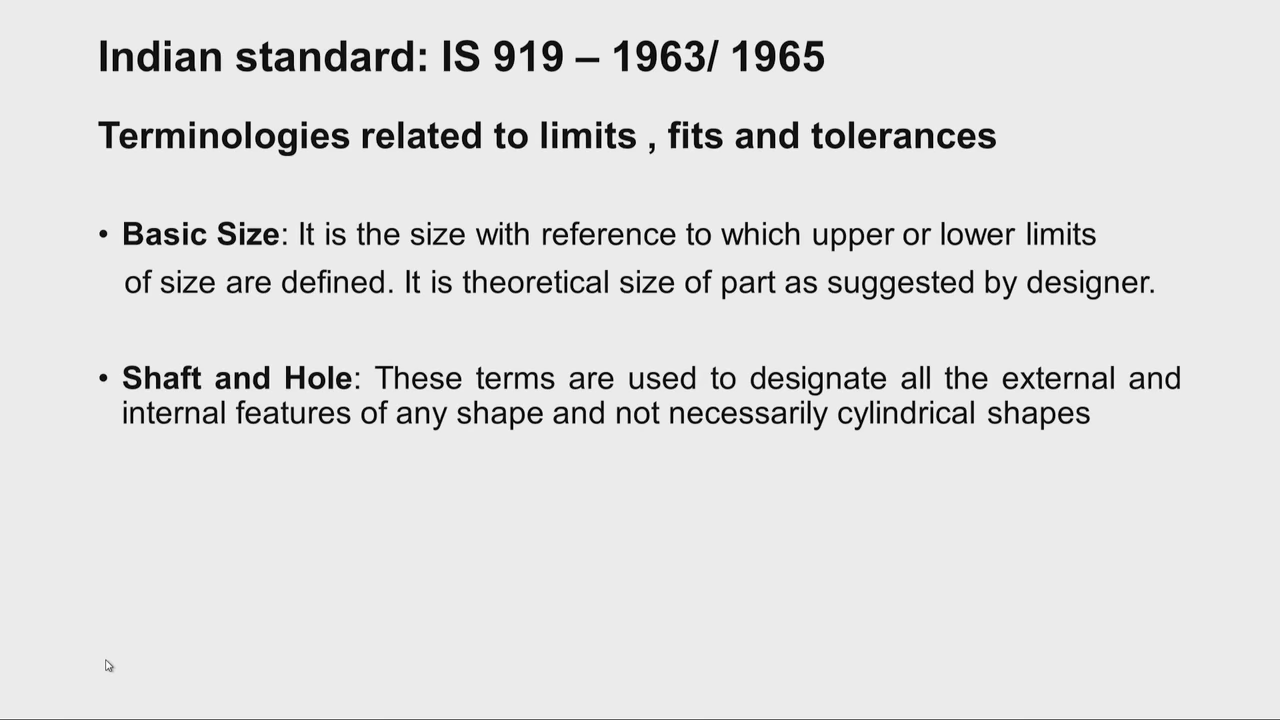 Indian standard: IS 919 – 1963/ 1965
Terminologies related to limits , fits and tolerances
• Basic Size: It is the size with reference to which upper or lower limits
of size are defined. It is theoretical size of part as suggested by designer.
• Shaft and Hole: These terms are used to designate all the external and
internal features of any shape and not necessarily cylindrical shapes